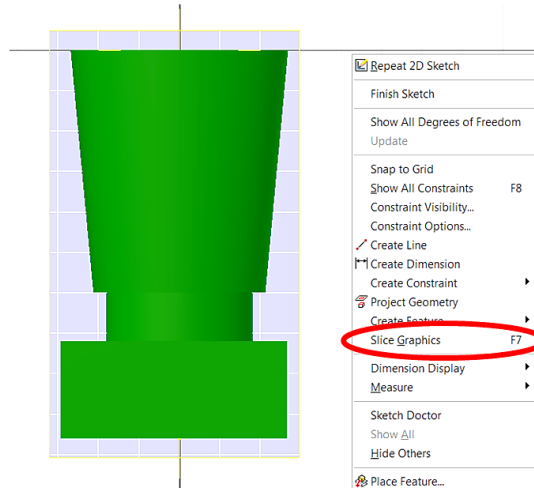 Repeat 2D Sketch
Finish Sketch
Show All Degrees of Freedom
Update
Snap to Grid
Show All Constraints F8
Constraint Visibility...
Constraint Options...
Create Line
Create Dimension
Create Constraint
Project Geometry
Create Feature
Slice Graphics F7
Dimension Display
Measure
Sketch Doctor
Show All
Hide Others
Place Feature...